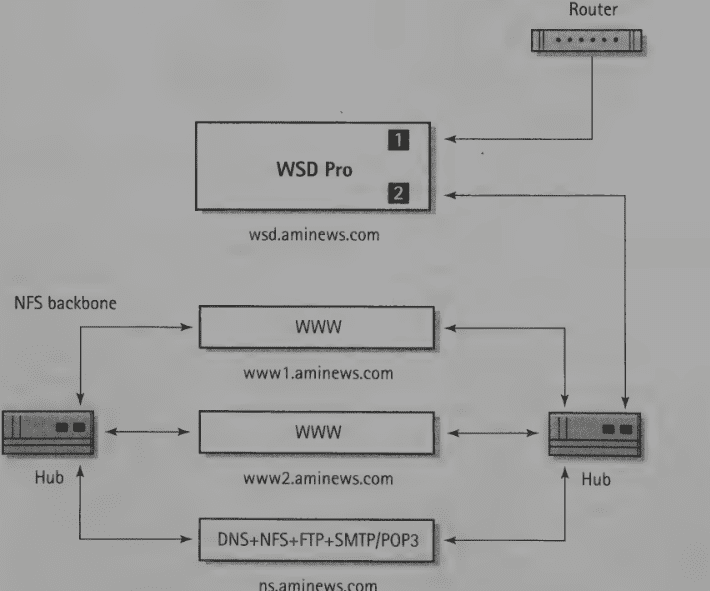 Router
1
WSD Pro
2
wsd.aminews.com
NFS backbone
WWW
www1.aminews.com
WWW
www2.aminews.com
Hub
Hub
DNS+NFS+FTP+SMTP/POP3
ns.aminews.com